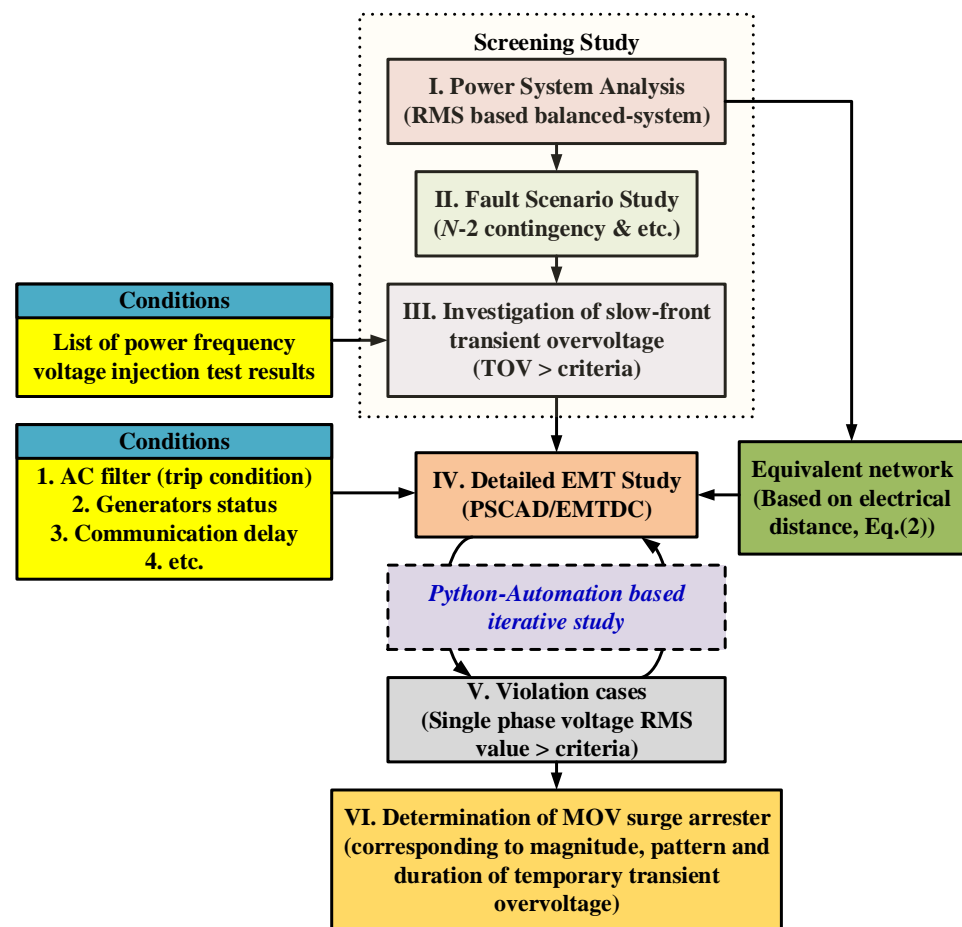 Screening Study
I. Power System Analysis
(RMS based balanced-system)
II. Fault Scenario Study
(N-2 contingency & etc.)
Conditions
List of power frequency
voltage injection test results
III. Investigation of slow-front
transient overvoltage
(TOV > criteria)
Conditions
1. AC filter (trip condition)
2. Generators status
3. Communication delay
4. etc.
IV. Detailed EMT Study
(PSCAD/EMTDC)
Equivalent network
(Based on electrical
distance, Eq.(2))
Python-Automation based
iterative study
V. Violation cases
(Single phase voltage RMS
value > criteria)
VI. Determination of MOV surge arrester
(corresponding to magnitude, pattern and
duration of temporary transient
overvoltage)